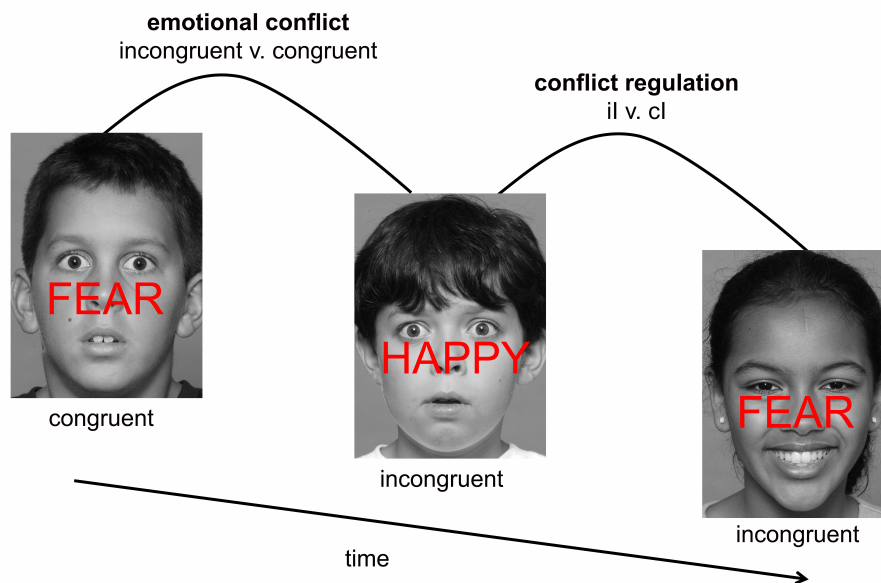 emotional conflict
incongruent v. congruent
conflict regulation
iI v. cI
FEAR
HAPPY
FEAR
congruent
incongruent
incongruent
time